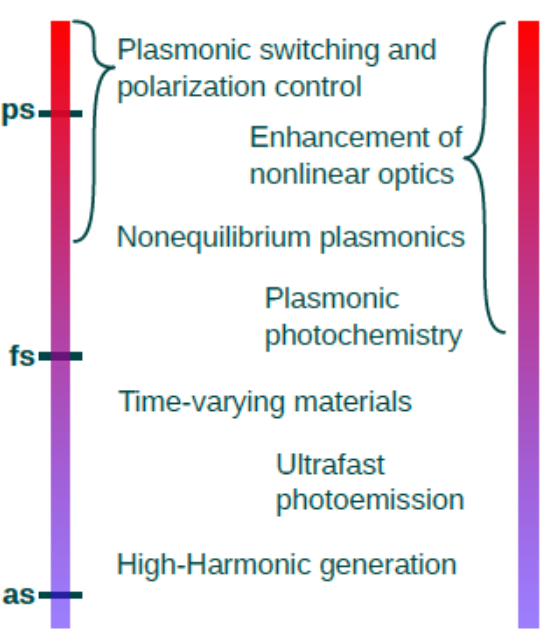 Plasmonic switching and
polarization control
ps
Enhancement of
nonlinear optics
Nonequilibrium plasmonics
Plasmonic
photochemistry
fs
Time-varying materials
Ultrafast
photoemission
High-Harmonic generation
as